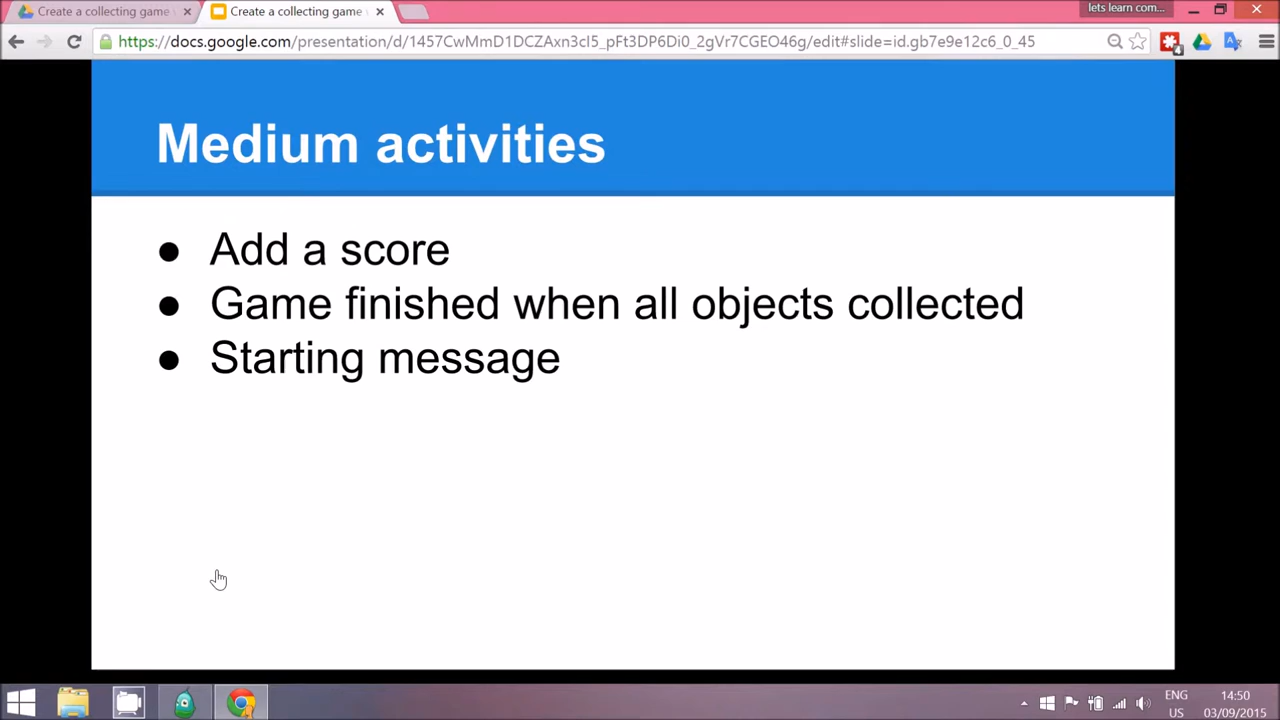 Create a collecting game
Create a collecting game
lets learn com...
https://docs.google.com/presentation/d/1457CwMmD1DCZAxn3cI5_pFt3DP6Di0_2gVr7CGEO46g/edit#slide=id.gb7e9e12c6_0_45
Medium activities
● Add a score
● Game finished when all objects collected
● Starting message
ENG
US
14:50
03/09/2015